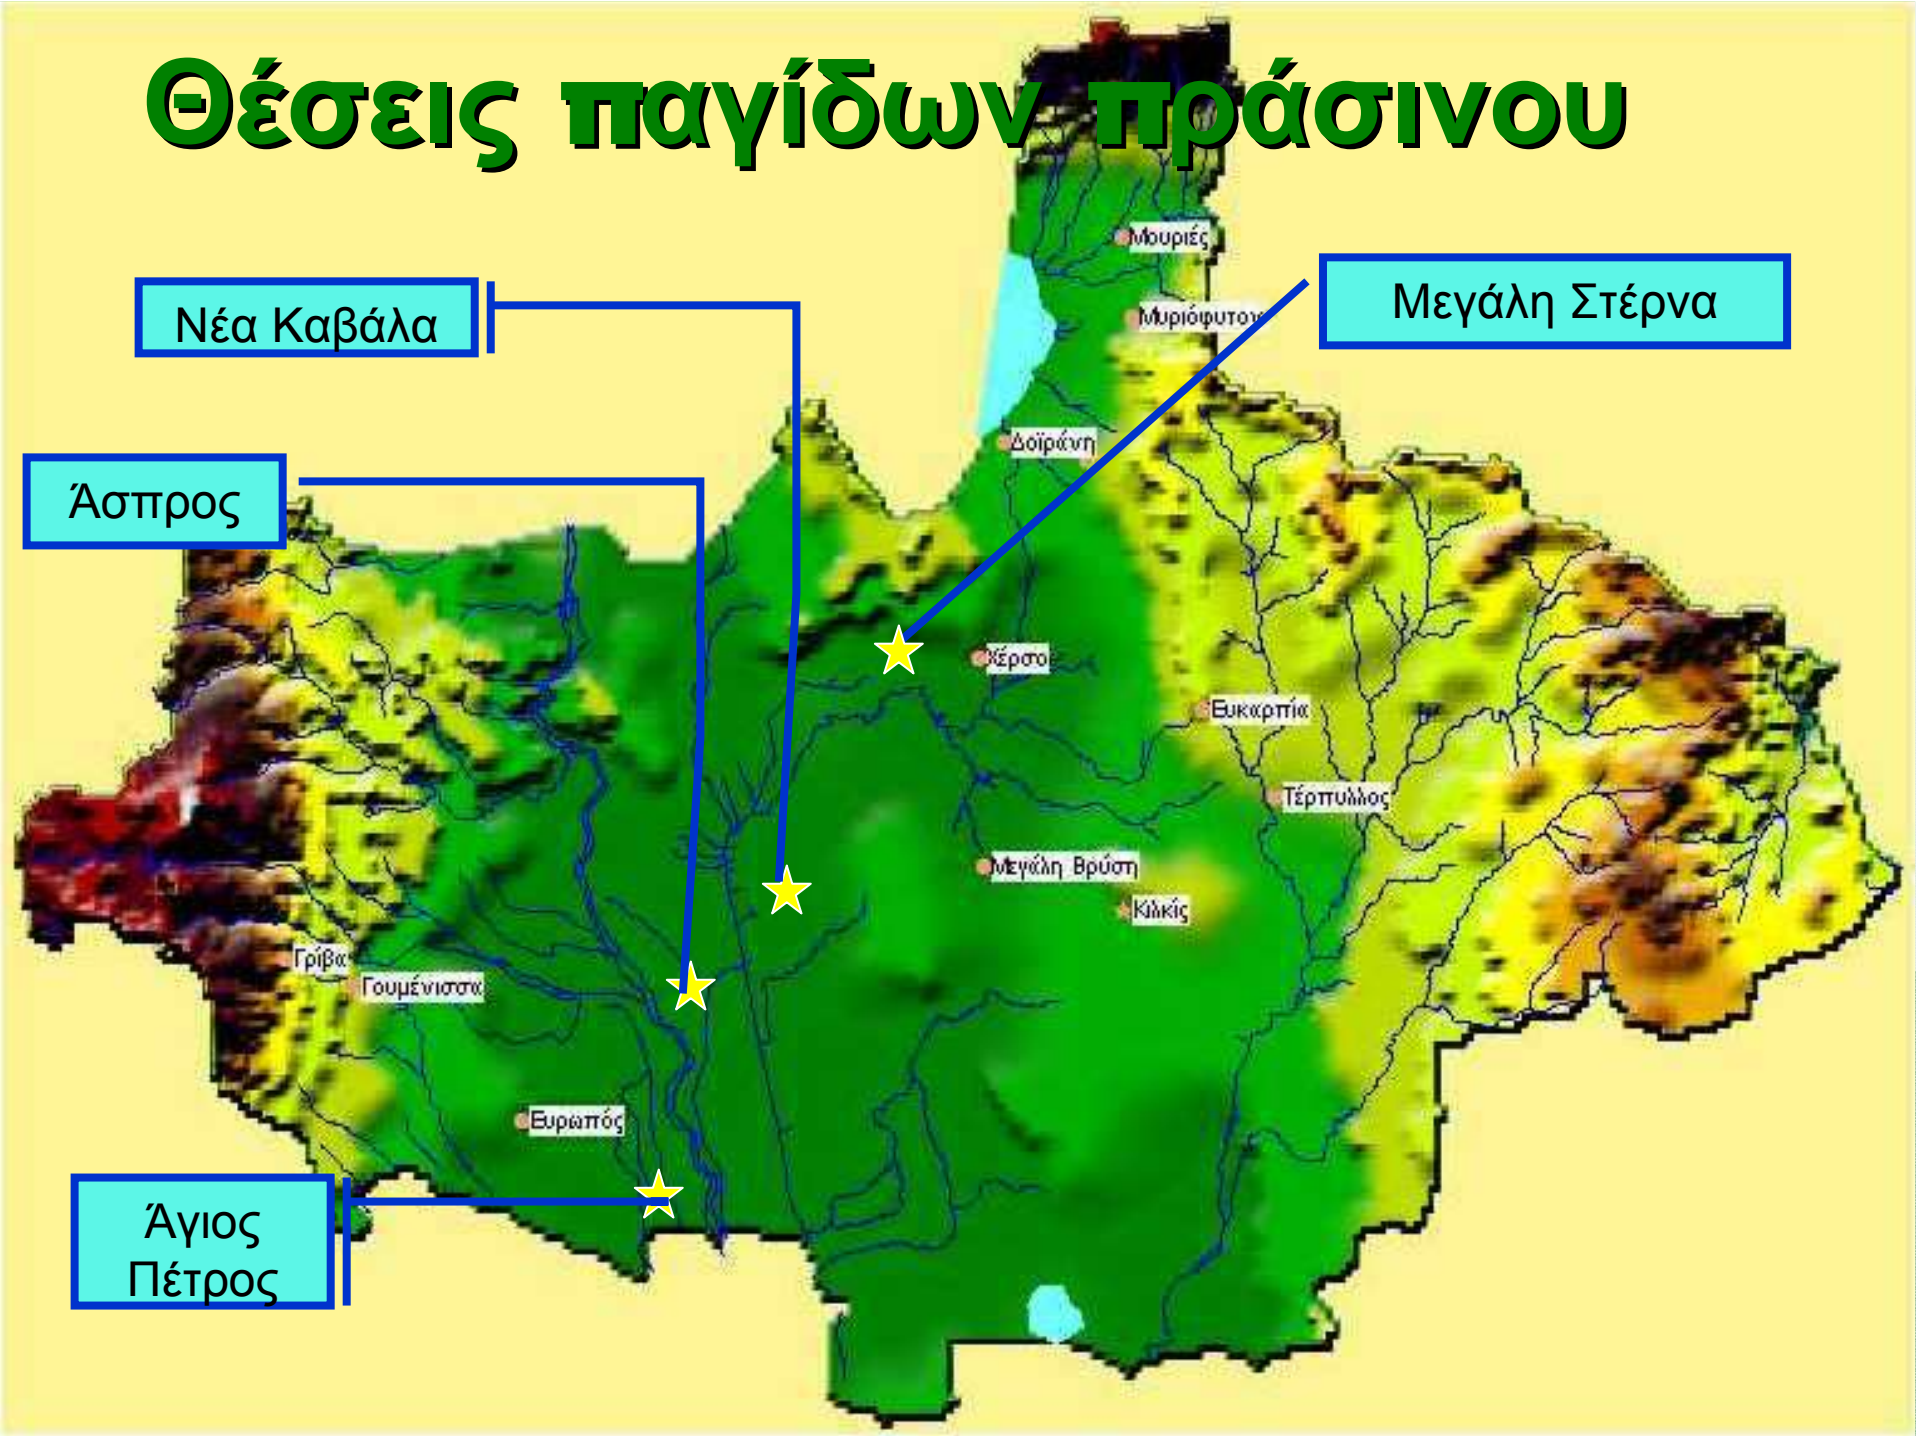 Θέσεις παγίδων πράσινου
Μουριές
Νέα Καβάλα
Μεγάλη Στέρνα
Μυριόφυτον
Δοϊράνη
Άσπρος
Χέρσο
Ευκαρπία
Τέρπυλλος
Μεγάλη Βρύση
Κιλκίς
Γρίβα
Γουμένισσα
Ευρωπός
Άγιος
Πέτρος